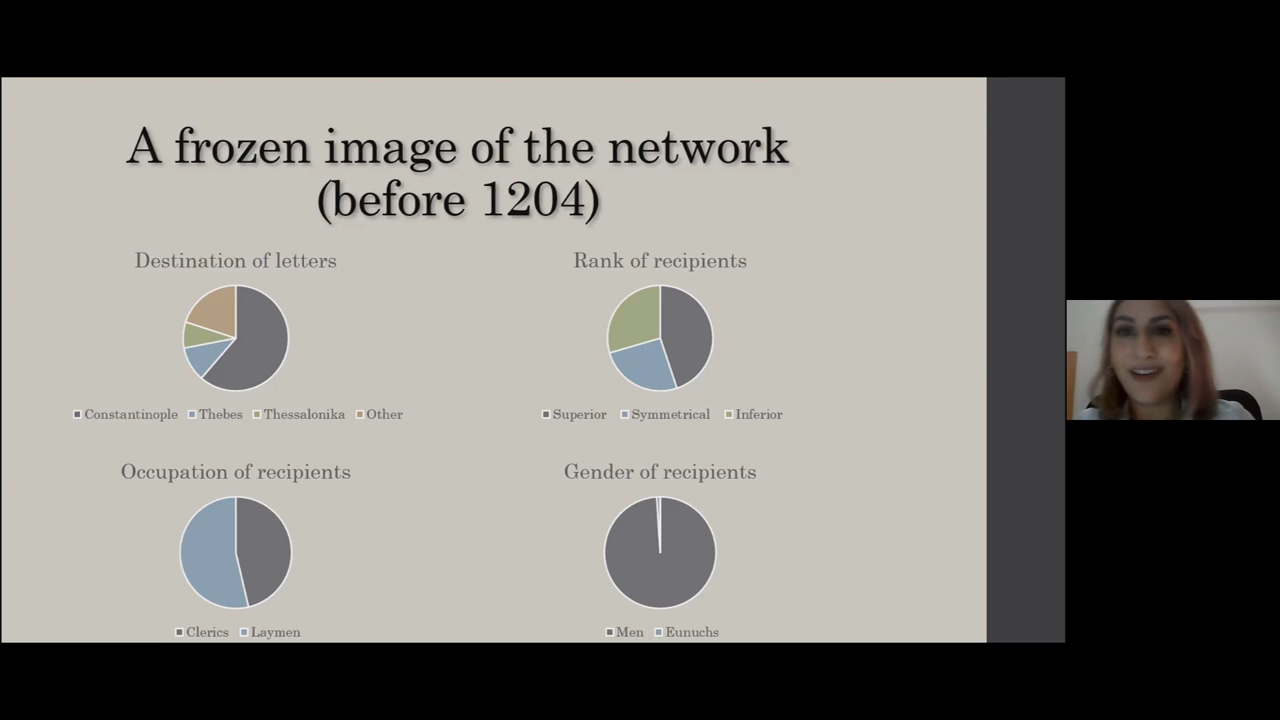 A frozen image of the network
(before 1204)
Destination of letters
Constantinople Thebes Thessalonika Other
Rank of recipients
Superior Symmetrical Inferior
Occupation of recipients
Clerics Laymen
Gender of recipients
Men Eunuchs